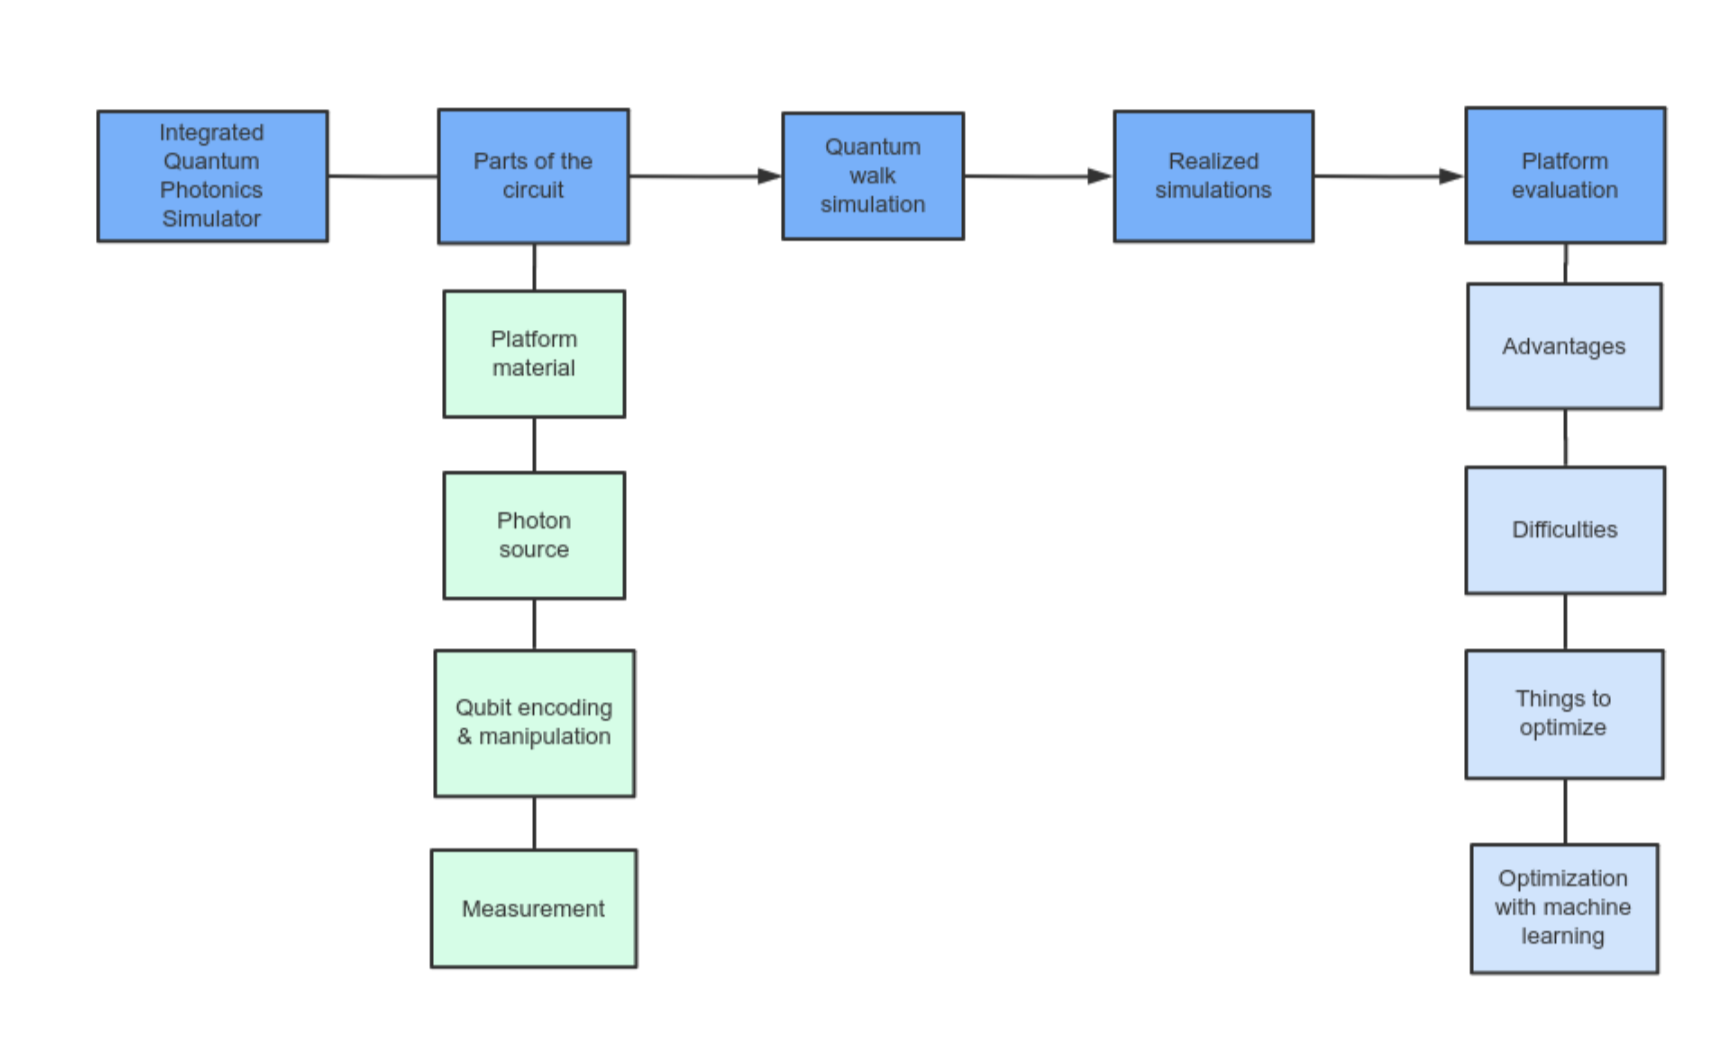 Integrated
Quantum
Photonics
Simulator
Parts of the
circuit
Quantum
walk
simulation
Realized
simulations
Platform
evaluation
Platform
material
Photon
source
Qubit encoding
& manipulation
Measurement
Advantages
Difficulties
Things to
optimize
Optimization
with machine
learning